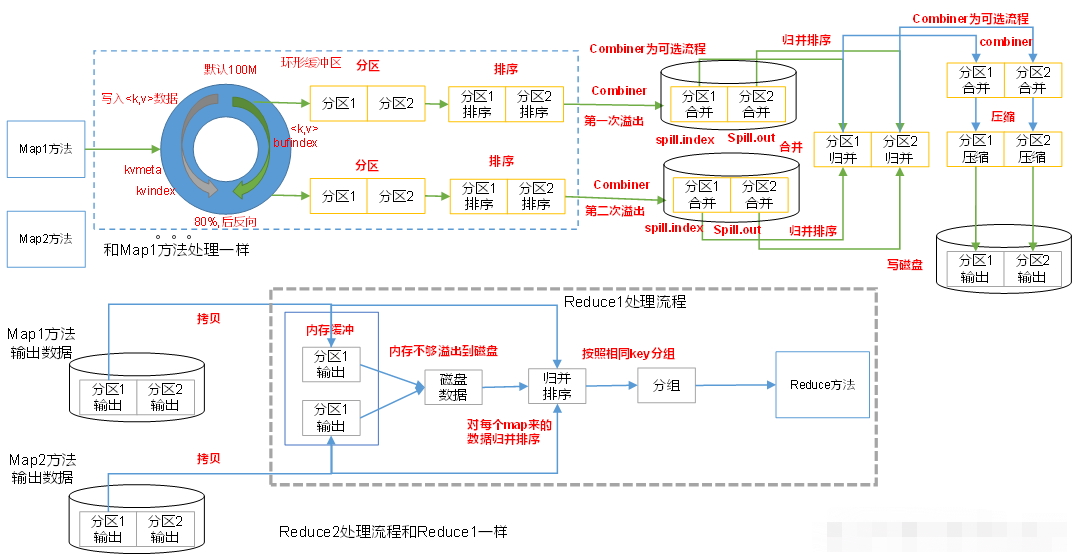 Map1方法
Map2方法
默认100M
环形缓冲区
写入<k,v>数据
<k,v>
bufindex
kvmeta
kvindex
80%,后反向
和Map1方法处理一样
。。。
分区
分区1
分区2
排序
分区1
排序
分区2
排序
分区
分区1
分区2
排序
分区1
排序
分区2
排序
Combiner
第一次溢出
Combiner
第二次溢出
Combiner为可选流程
分区1
合并
分区2
合并
spill.index
Spill.out
合并
分区1
合并
分区2
合并
spill.index
Spill.out
归并排序
归并排序
分区1
归并
分区2
归并
Combiner为可选流程
combiner
分区1
合并
分区2
合并
压缩
分区1
压缩
分区2
压缩
写磁盘
分区1
输出
分区2
输出
Map1方法
输出数据
分区1
输出
分区2
输出
拷贝
Map2方法
输出数据
分区1
输出
分区2
输出
拷贝
Reduce1处理流程
内存缓冲
分区1
输出
分区1
输出
内存不够溢出到磁盘
磁盘
数据
归并
排序
对每个map来的
数据归并排序
按照相同key分组
分组
Reduce方法
Reduce2处理流程和Reduce1一样